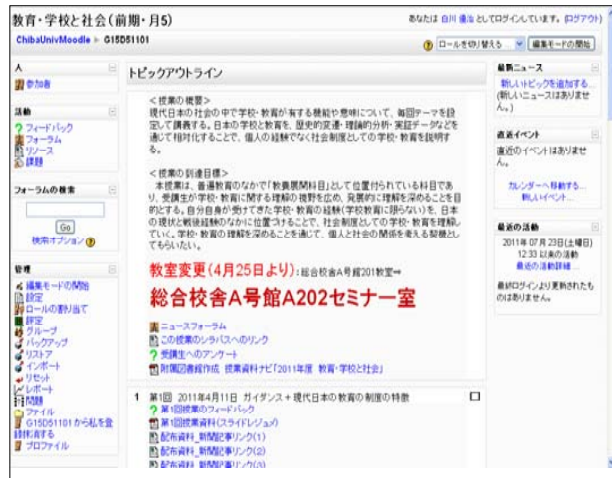 教育・学校と社会(前期・月5)
あなたは 白川 優治 としてログインしています。(ログアウト)
ChibaUnivMoodle ► G15D51101
ロールを切り替える ...
編集モードの開始
人
参加者
活動
フィードバック
フォーラム
リソース
課題
フォーラムの検索
Go
検索オプション
管理
編集モードの開始
設定
ロールの割り当て
評定
グループ
バックアップ
リストア
インポート
リセット
レポート
問題
ファイル
G15D51101 から私を登
録抹消する
プロファイル
トピックアウトライン
<授業の概要>
現代日本の社会の中で学校・教育が有する機能や意味について、毎回テーマを設
定して講義する。日本の学校と教育を、歴史的変遷・理論的分析・実証データなどを
通じて相対化することで、個人の経験でなく社会制度としての学校・教育を説明す
る。
<授業の到達目標>
本授業は、普遍教育のなかで「教養展開科目」として位置付られている科目であ
り、受講生が学校・教育に関する理解の視野を広め、発展的に理解を深めることを目
的とする。自分自身が受けてきた学校・教育の経験(学校教育に限らない)を、日本
の現状と戦後経験のなかに位置づけることで、社会制度としての学校・教育を理解し
ていく。学校・教育の理解を深めることを通じて、個人と社会の関係を考える契機とし
てもらいたい。
教室変更(4月25日より):総合校舎A号館201教室⇒
総合校舎A号館A202セミナー室
ニュースフォーラム
この授業のシラバスへのリンク
受講生へのアンケート
附属図書館作成 授業資料ナビ「2011年度 教育・学校と社会」
1 第1回 2011年4月11日 ガイダンス+現代日本の教育の制度の特徴
第1回授業のフィードバック
第1回授業資料(スライドレジュメ)
配布資料_新聞記事リンク(1)
配布資料_新聞記事リンク(2)
配布資料_新聞記事リンク(3)
最新ニュース
新しいトピックを追加する...
(新しいニュースはありませ
ん。)
直近イベント
直近のイベントはありませ
ん。
カレンダーへ移動する...
新しいイベント...
最近の活動
2011年 07月 23日(土曜日)
12:33 以来の活動
最近の活動詳細 ...
最終ログインより更新されたも
のはありません。